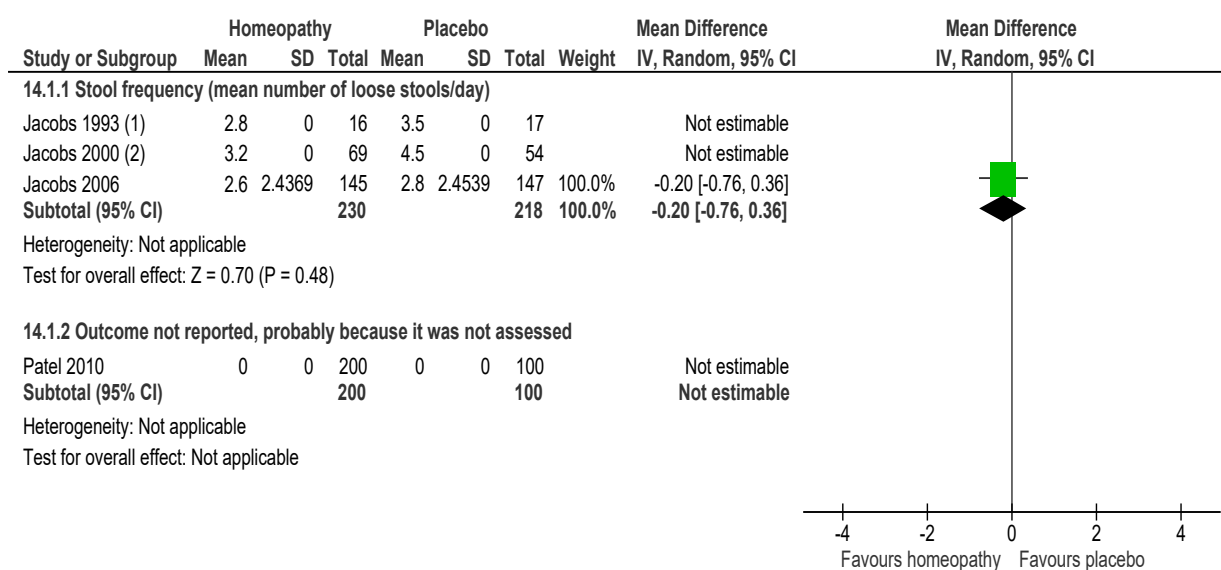 Homeopathy Placebo Mean Difference Mean Difference
Study or Subgroup Mean SD Total Mean SD Total Weight IV, Random, 95% CI IV, Random, 95% CI
14.1.1 Stool frequency (mean number of loose stools/day)
Jacobs 1993 (1) 2.8 0 16 3.5 0 17 Not estimable
Jacobs 2000 (2) 3.2 0 69 4.5 0 54 Not estimable
Jacobs 2006 2.6 2.4369 145 2.8 2.4539 147 100.0% -0.20 [-0.76, 0.36]
Subtotal (95% CI) 230 218 100.0% -0.20 [-0.76, 0.36]
Heterogeneity: Not applicable
Test for overall effect: Z = 0.70 (P = 0.48)
14.1.2 Outcome not reported, probably because it was not assessed
Patel 2010 0 0 200 0 0 100 Not estimable
Subtotal (95% CI) 200 100 Not estimable
Heterogeneity: Not applicable
Test for overall effect: Not applicable
-4 -2 0 2 4
Favours homeopathy Favours placebo